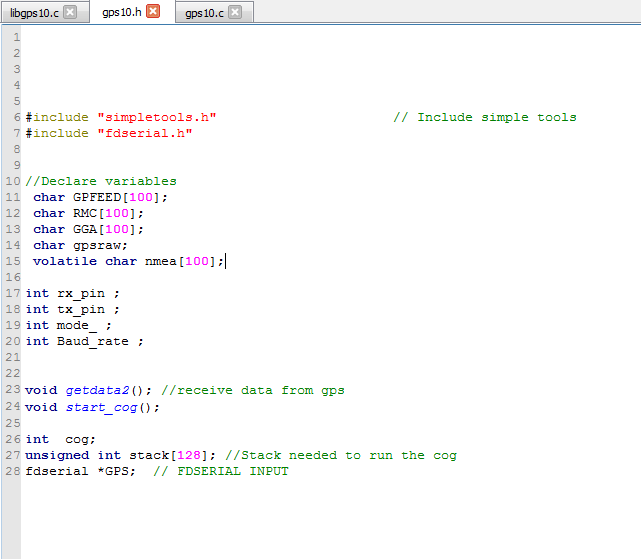 libgps10.c gps10.h gps10.c
1
2
3
4
5
6 #include "simpletools.h" // Include simple tools
7 #include "fdserial.h"
8
9
10 //Declare variables
11 char GPFEED[100];
12 char RMC[100];
13 char GGA[100];
14 char gpsraw;
15 volatile char nmea[100];
16
17 int rx_pin ;
18 int tx_pin ;
19 int mode_ ;
20 int Baud_rate ;
21
22
23 void getdata2(); //receive data from gps
24 void start_cog();
25
26 int  cog;
27 unsigned int stack[128]; //Stack needed to run the cog
28 fdserial *GPS;  // FDSERIAL INPUT